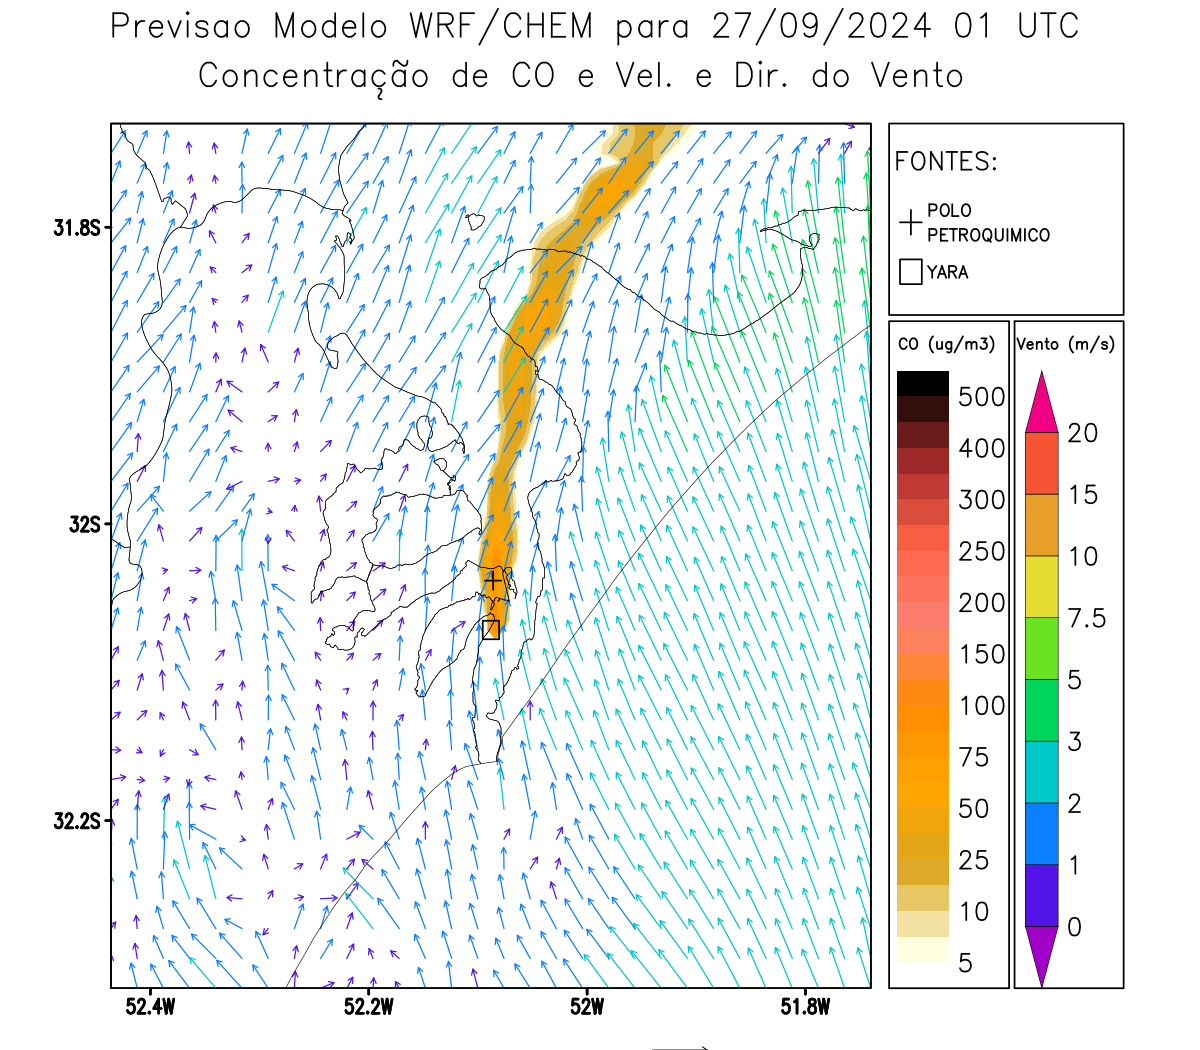 Previsao Modelo WRF/CHEM para 27/09/2024 01 UTC
Concentração de CO e Vel. e Dir. do Vento
FONTES:
POLO
PETROQUIMICO
YARA
CO (ug/m3)
500
400
300
250
200
150
100
75
50
25
10
5
Vento (m/s)
20
15
10
7.5
5
3
2
1
0
31.8S
32S
32.2S
52.4W
52.2W
52W
51.8W